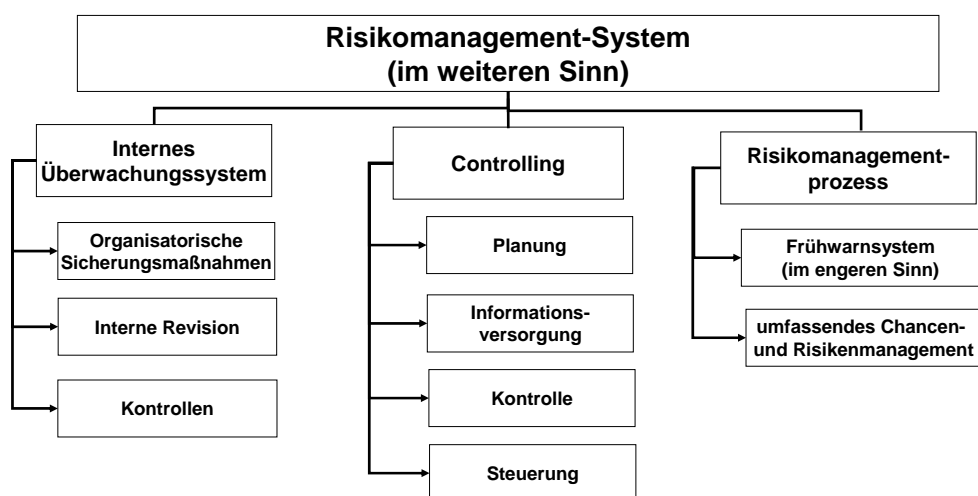 Risikomanagement-System
(im weiteren Sinn)
Internes
Überwachungssystem
Organisatorische
Sicherungsmaßnahmen
Interne Revision
Kontrollen
Controlling
Planung
Informations-
versorgung
Kontrolle
Steuerung
Risikomanagement-
prozess
Frühwarnsystem
(im engeren Sinn)
umfassendes Chancen-
und Risikenmanagement